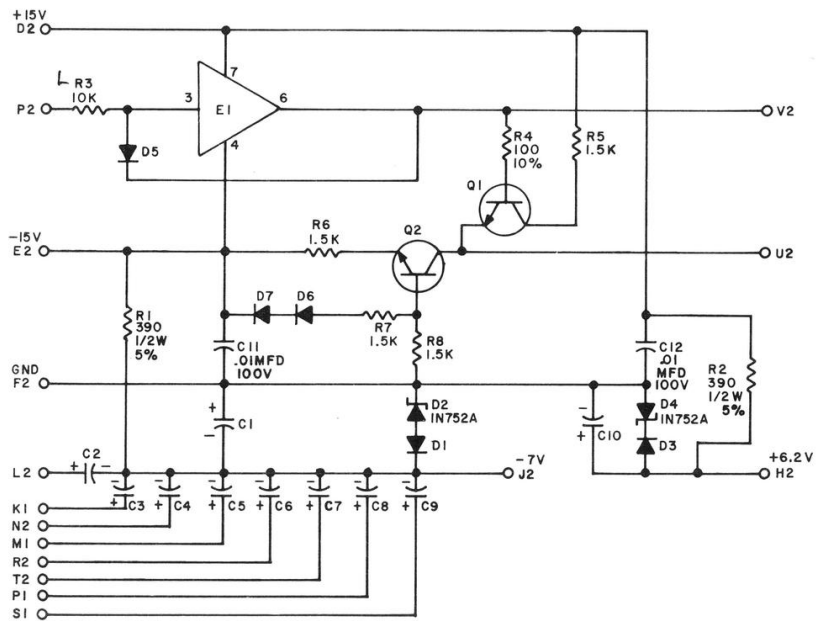 +15V
D2
L R3
10K
P2
3
7
E1
6
4
V2
D5
R4
100
10%
R5
1.5K
Q1
-15V
E2
R6
1.5K
Q2
U2
R1
390
1/2W
5%
D7
D6
R7
1.5K
R8
1.5K
C11
.01MFD
100V
C12
.01
MFD
100V
R2
390
1/2W
5%
GND
F2
+
C1
-
D2
IN752A
-
+
C10
D4
IN752A
D3
L2
C2
+ -
-7V
J2
+6.2V
H2
- - - - - - -
+ C3
+ C4
+ C5
+ C6
+ C7
+ C8
+ C9
K1
N2
M1
R2
T2
P1
S1